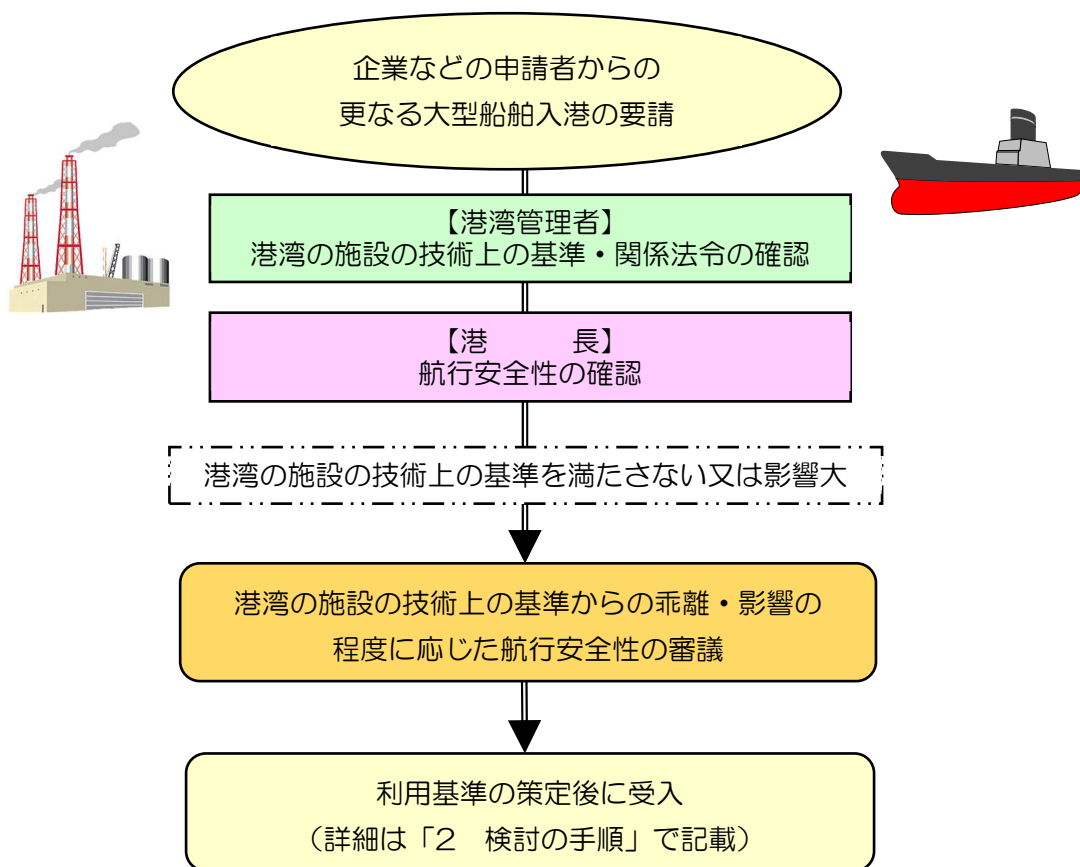 企業などの申請者からの
更なる大型船舶入港の要請
【港湾管理者】
港湾の施設の技術上の基準・関係法令の確認
【港　　　長】
航行安全性の確認
港湾の施設の技術上の基準を満たさない又は影響大
港湾の施設の技術上の基準からの乖離・影響の
程度に応じた航行安全性の審議
利用基準の策定後に受入
（詳細は「２　検討の手順」で記載）